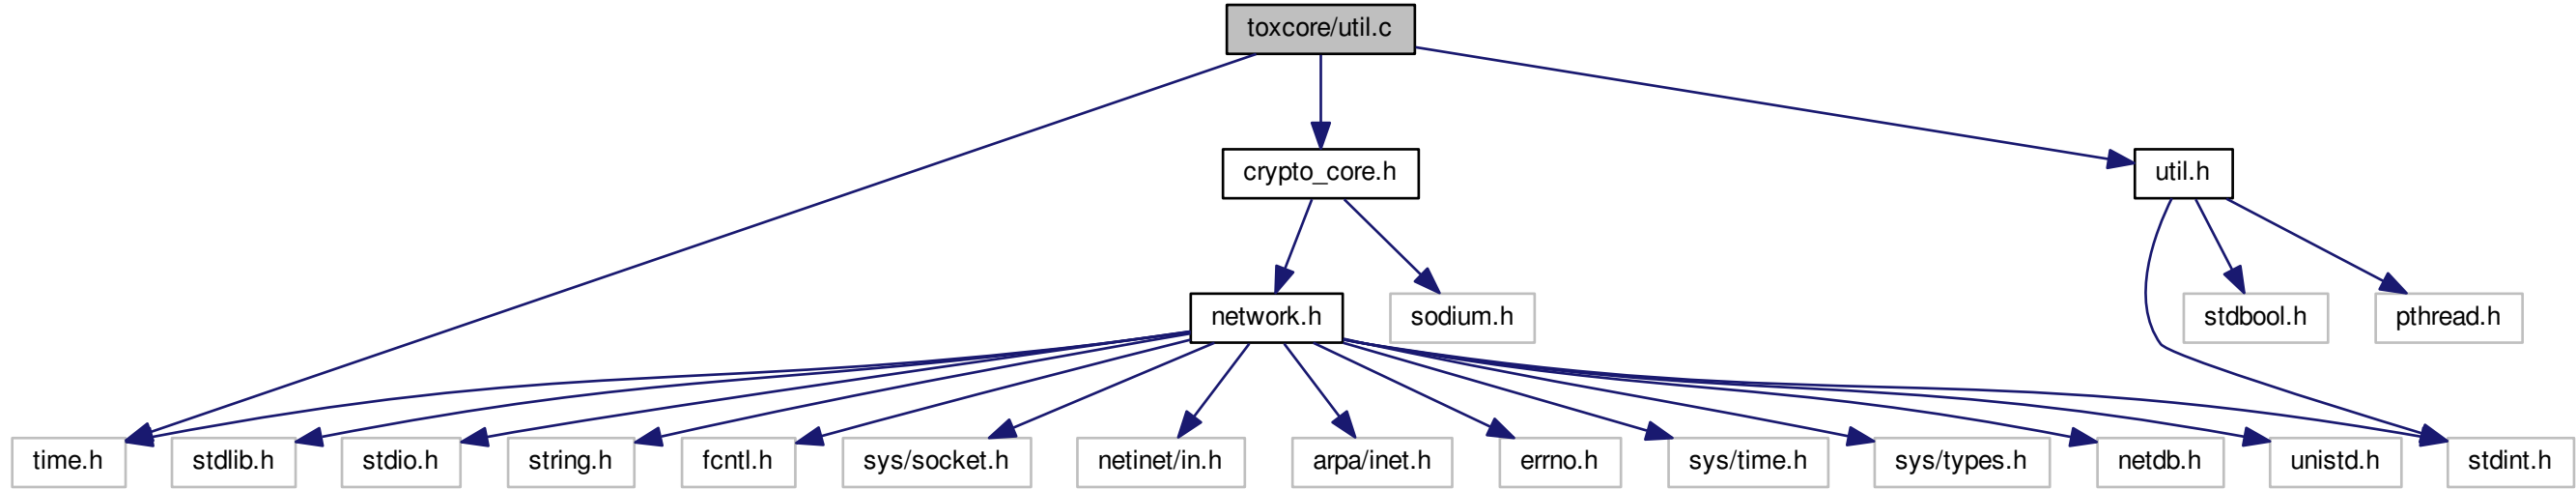 toxcore/util.c
crypto_core.h
util.h
network.h
sodium.h
stdbool.h
pthread.h
time.h
stdlib.h
stdio.h
string.h
fcntl.h
sys/socket.h
netinet/in.h
arpa/inet.h
errno.h
sys/time.h
sys/types.h
netdb.h
unistd.h
stdint.h